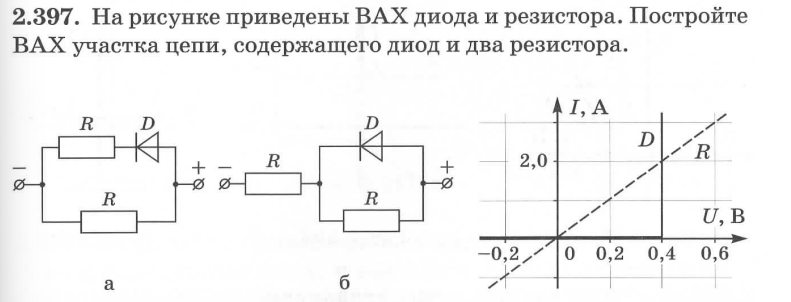 2.397. На рисунке приведены ВАХ диода и резистора. Постройте
ВАХ участка цепи, содержащего диод и два резистора.
R D
− +
R
а
− R D +
R
б
I, А
D
R
2,0
U, В
−0,2 0 0,2 0,4 0,6